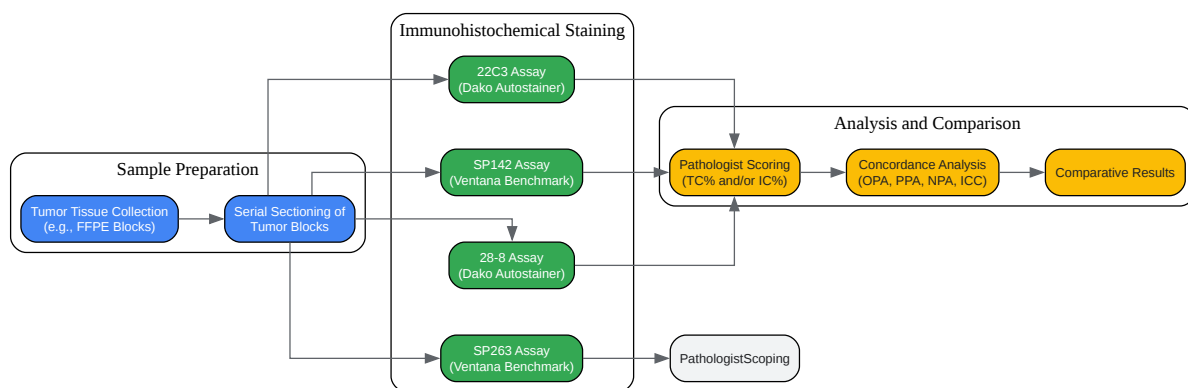 Sample Preparation
Tumor Tissue Collection
(e.g., FFPE Blocks)
Serial Sectioning of
Tumor Blocks
Immunohistochemical Staining
22C3 Assay
(Dako Autostainer)
SP142 Assay
(Ventana Benchmark)
28-8 Assay
(Dako Autostainer)
SP263 Assay
(Ventana Benchmark)
Analysis and Comparison
Pathologist Scoring
(TC% and/or IC%)
Concordance Analysis
(OPA, PPA, NPA, ICC)
Comparative Results
PathologistScoping